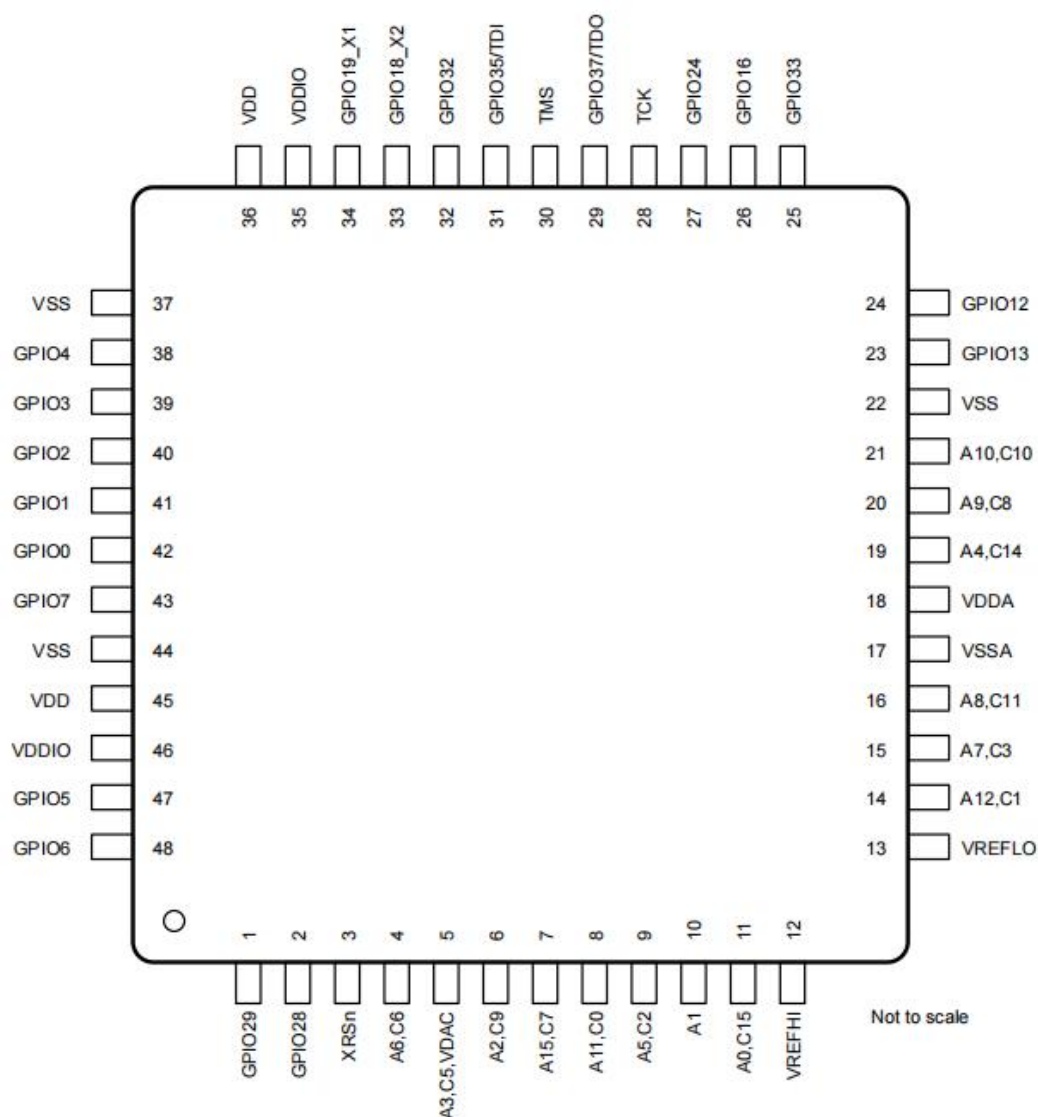 VDD
VDDIO
GPIO19_X1
GPIO18_X2
GPIO32
GPIO35/TDI
TMS
GPIO37/TDO
TCK
GPIO24
GPIO16
GPIO33
36
35
34
33
32
31
30
29
28
27
26
25
VSS 37 24 GPIO12
GPIO4 38 23 GPIO13
GPIO3 39 22 VSS
GPIO2 40 21 A10,C10
GPIO1 41 20 A9,C8
GPIO0 42 19 A4,C14
GPIO7 43 18 VDDA
VSS 44 17 VSSA
VDD 45 16 A8,C11
VDDIO 46 15 A7,C3
GPIO5 47 14 A12,C1
GPIO6 48 13 VREFLO
1
2
3
4
5
6
7
8
9
10
11
12
GPIO29
GPIO28
XRSn
A6,C6
A3,C5,VDAC
A2,C9
A15,C7
A11,C0
A5,C2
A1
A0,C15
VREFHI
Not to scale